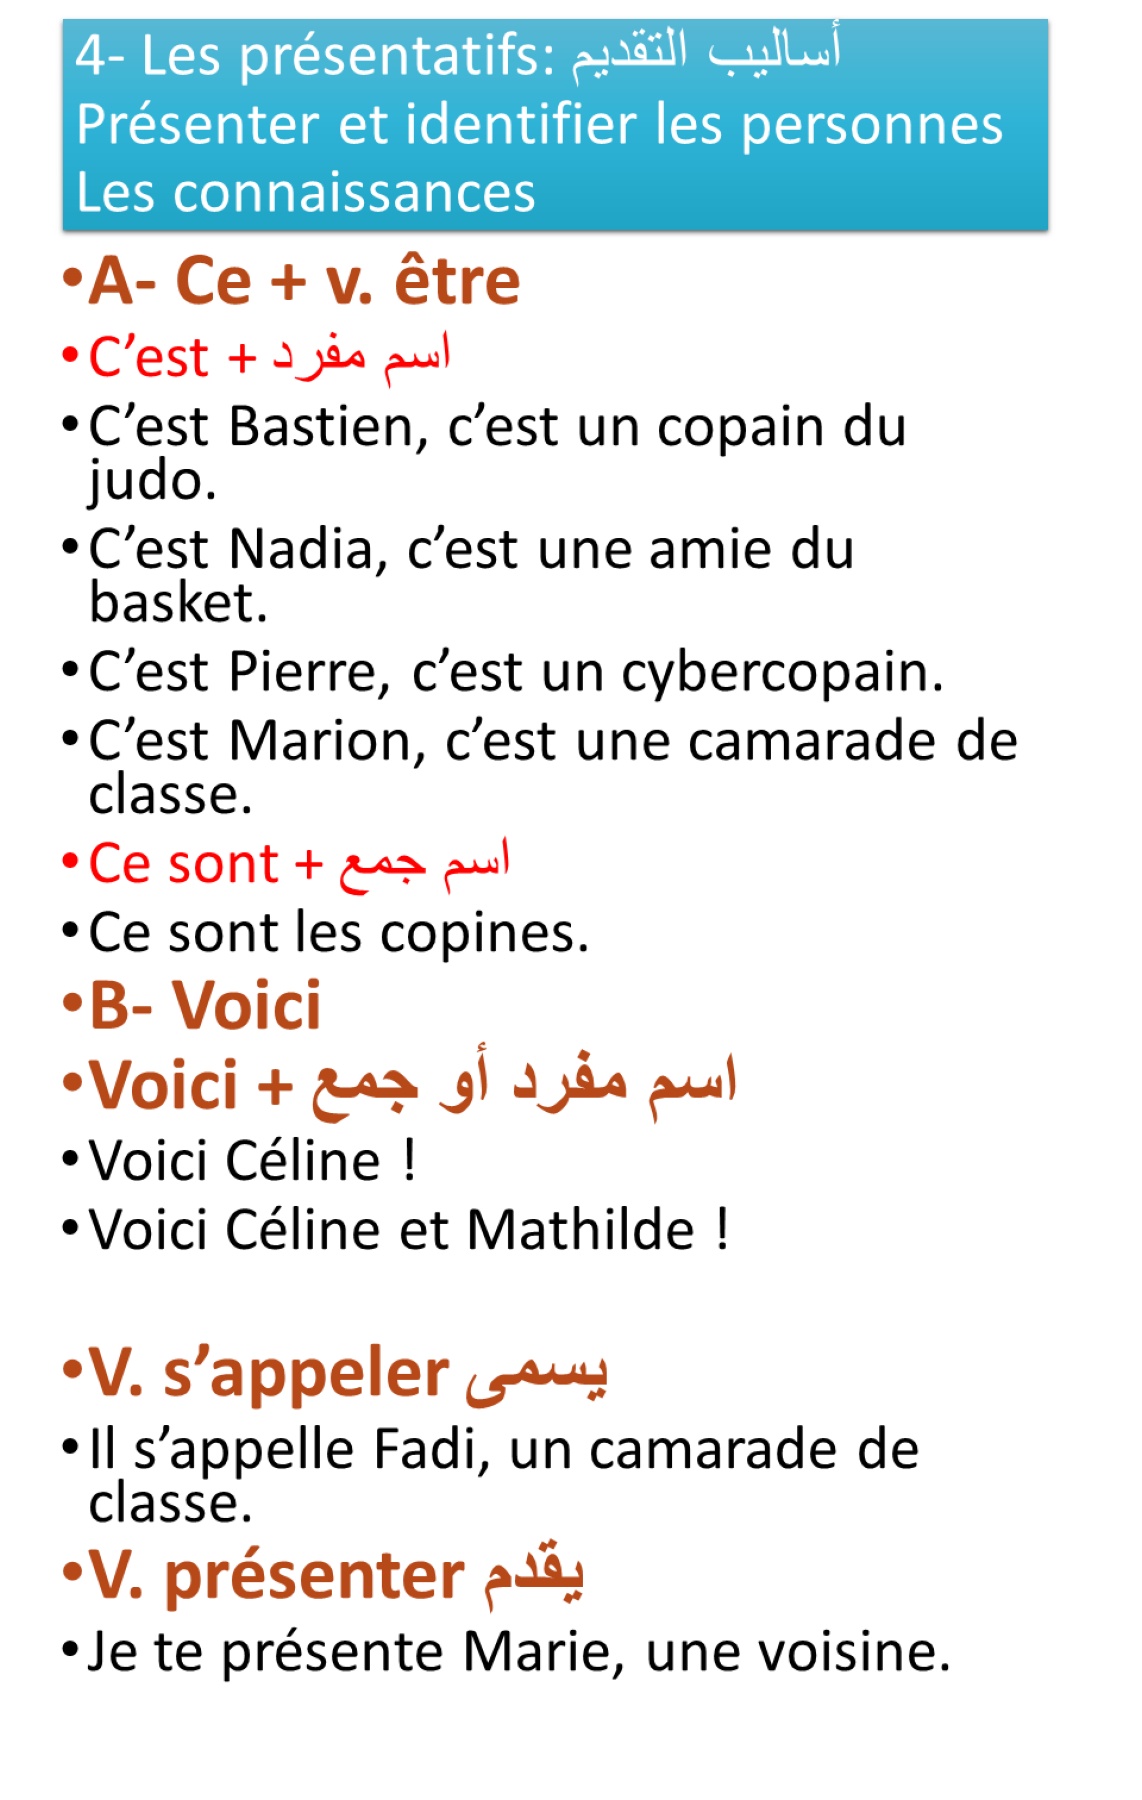 4- Les présentatifs: أساليب التقديم
Présenter et identifier les personnes
Les connaissances
•A- Ce + v. être
•C’est + اسم مفرد
•C’est Bastien, c’est un copain du
judo.
•C’est Nadia, c’est une amie du
basket.
•C’est Pierre, c’est un cybercopain.
•C’est Marion, c’est une camarade de
classe.
•Ce sont + اسم جمع
•Ce sont les copines.
•B- Voici
•Voici + اسم مفرد أو جمع
•Voici Céline !
•Voici Céline et Mathilde !
•V. s’appeler يسمى
•Il s’appelle Fadi, un camarade de
classe.
•V. présenter يقدم
•Je te présente Marie, une voisine.